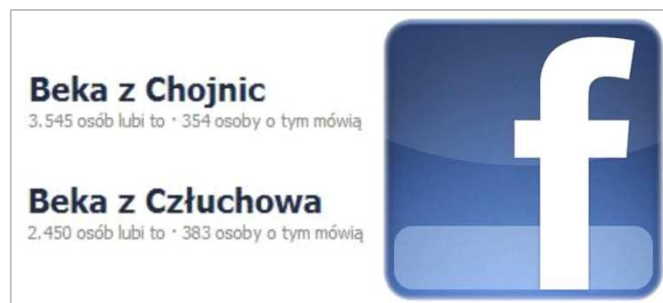 Beka z Chojnic
3.545 osób lubi to · 354 osoby o tym mówią
Beka z Człuchowa
2.450 osób lubi to · 383 osoby o tym mówią
f